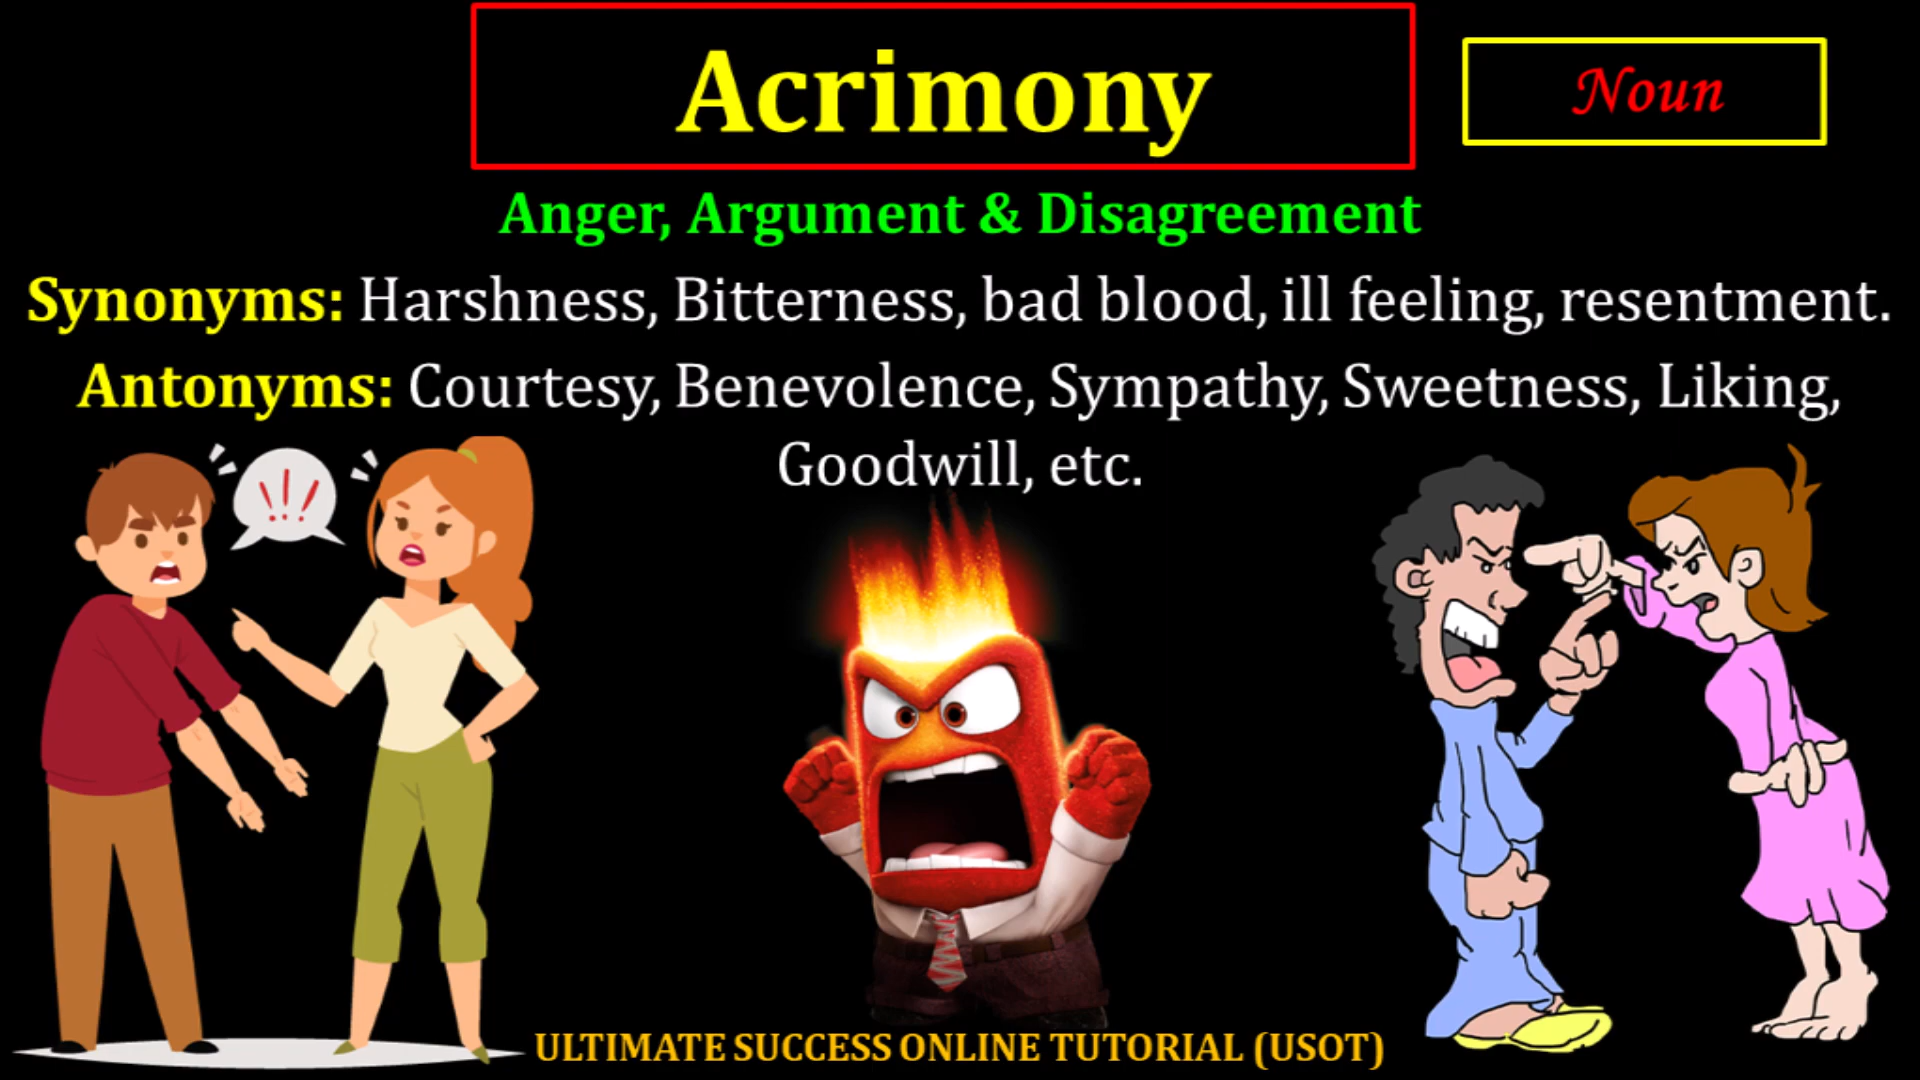 Acrimony
Noun
Anger, Argument & Disagreement
Synonyms: Harshness, Bitterness, bad blood, ill feeling, resentment.
Antonyms: Courtesy, Benevolence, Sympathy, Sweetness, Liking,
Goodwill, etc.
!!!
ULTIMATE SUCCESS ONLINE TUTORIAL (USOT)